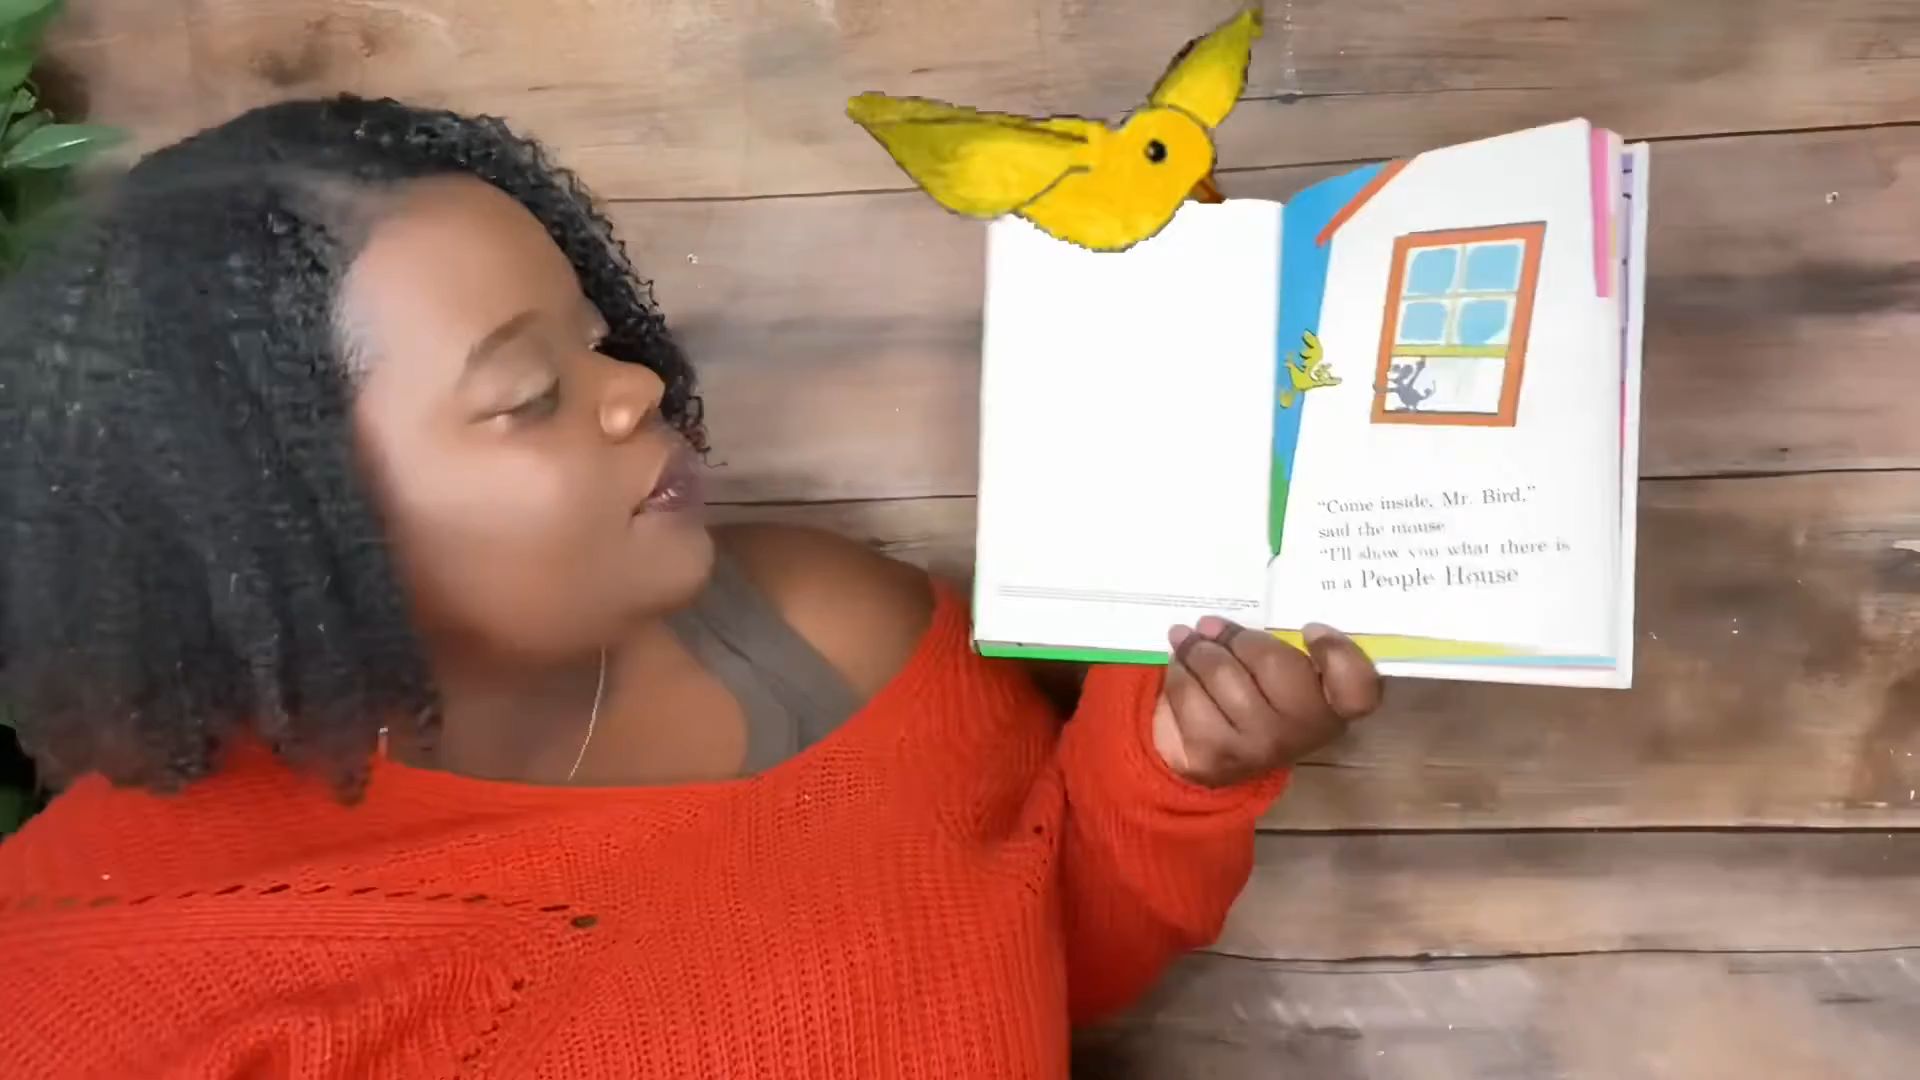 "Come inside, Mr. Bird,"
said the mouse.
"I'll show you what there is
in a People House